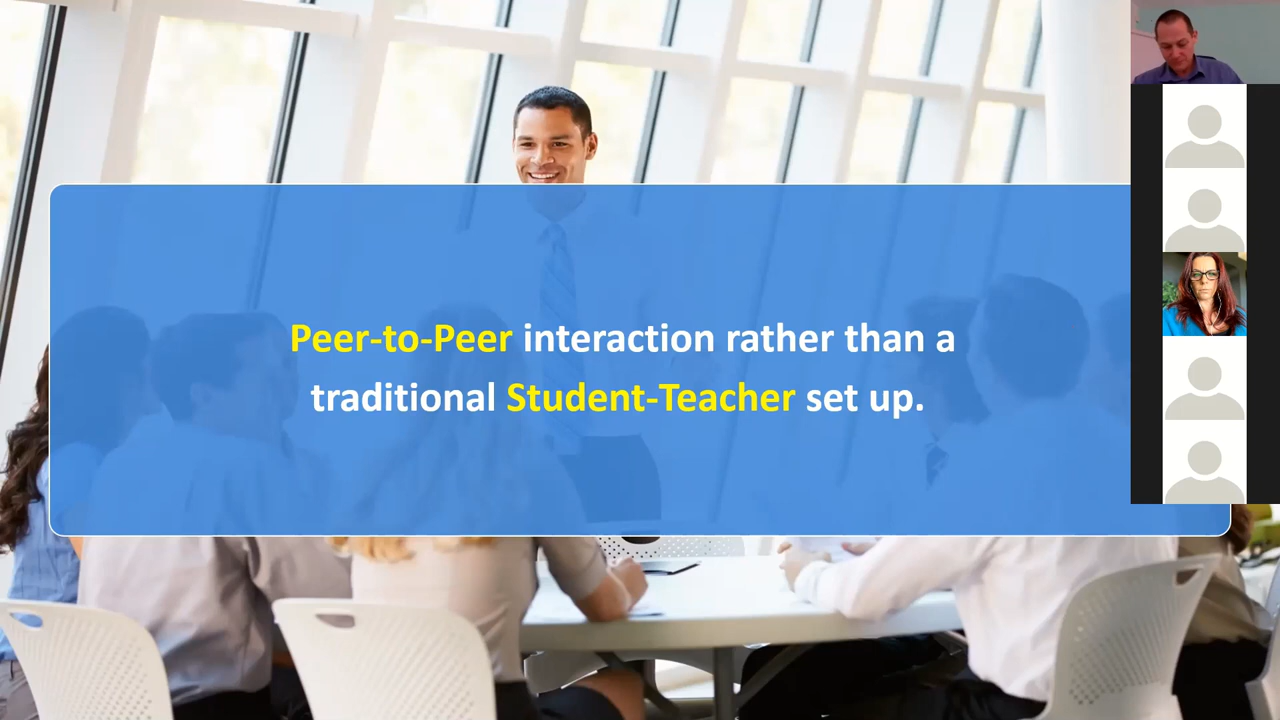 Peer-to-Peer interaction rather than a
traditional Student-Teacher set up.